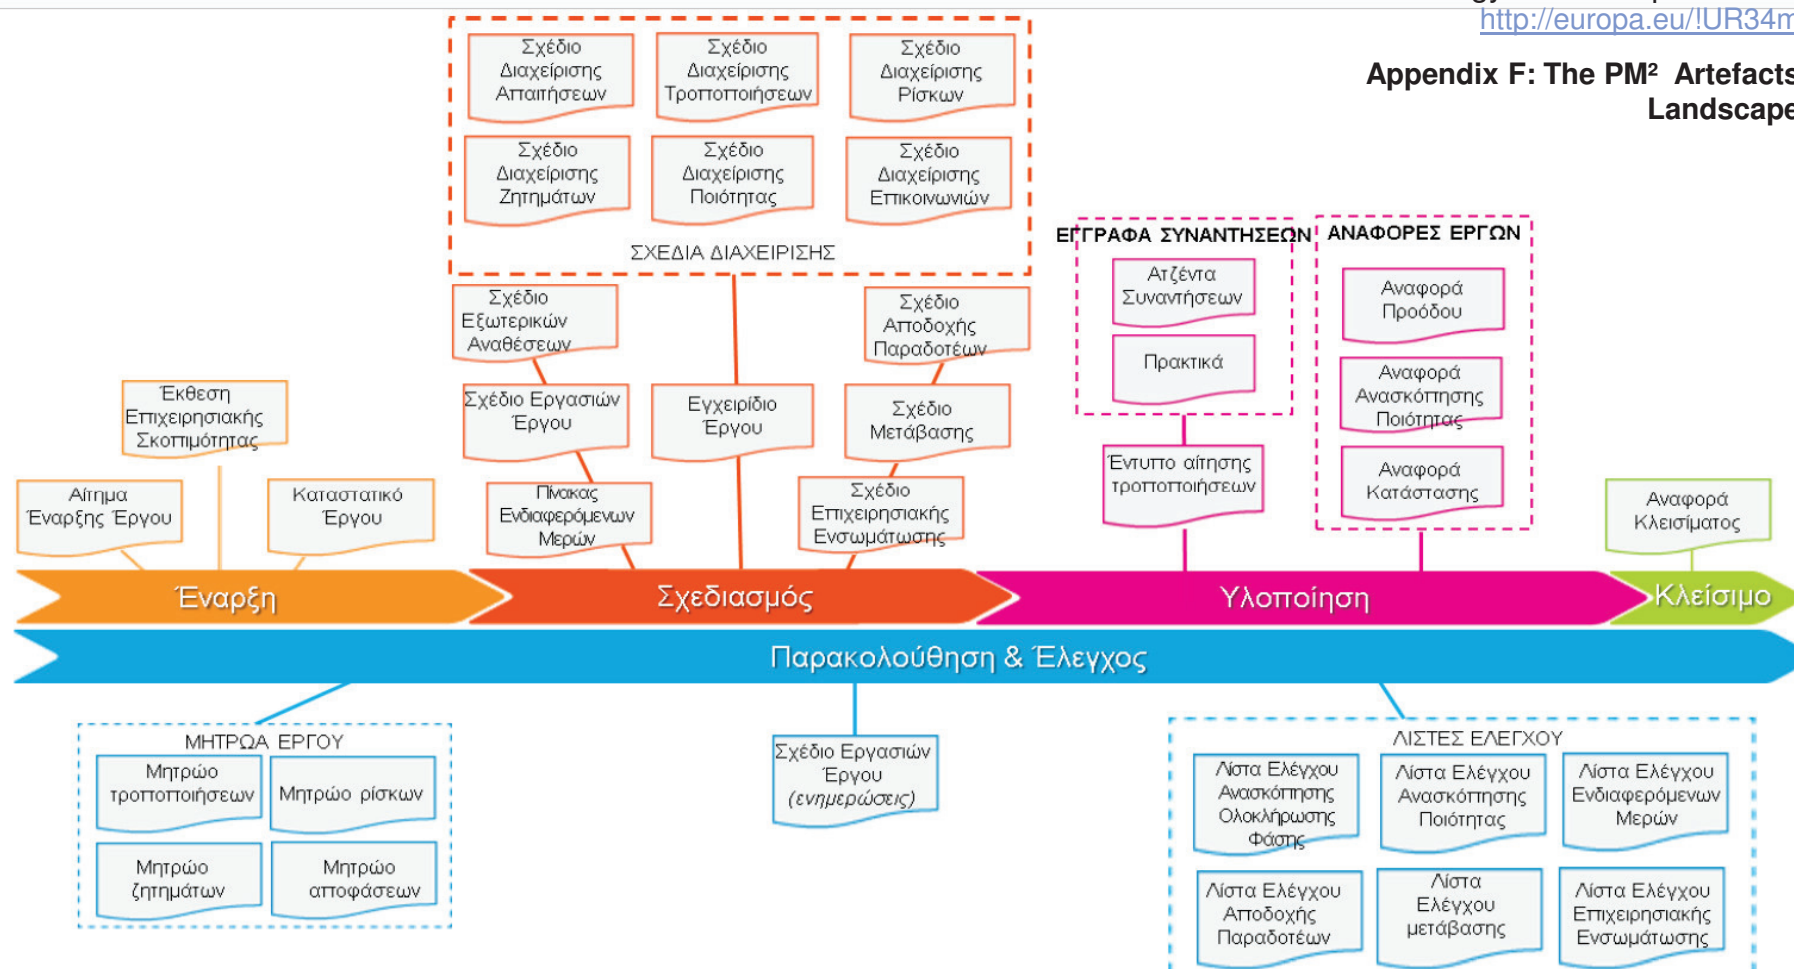 http://europa.eu/!UR34m
Appendix F: The PM² Artefacts
Landscape
Σχέδιο
Διαχείρισης
Απαιτήσεων
Σχέδιο
Διαχείρισης
Τροποποιήσεων
Σχέδιο
Διαχείρισης
Ρίσκων
Σχέδιο
Διαχείρισης
Ζητημάτων
Σχέδιο
Διαχείρισης
Ποιότητας
Σχέδιο
Διαχείρισης
Επικοινωνιών
ΣΧΕΔΙΑ ΔΙΑΧΕΙΡΙΣΗΣ
ΕΓΓΡΑΦΑ ΣΥΝΑΝΤΗΣΕΩΝ
ΑΝΑΦΟΡΕΣ ΕΡΓΩΝ
Ατζέντα
Συναντήσεων
Πρακτικά
Αναφορά
Προόδου
Αναφορά
Ανασκόπησης
Ποιότητας
Αναφορά
Κατάστασης
Έντυπο αίτησης
τροποποιήσεων
Σχέδιο
Εξωτερικών
Αναθέσεων
Σχέδιο
Αποδοχής
Παραδοτέων
Σχέδιο Εργασιών
Έργου
Εγχειρίδιο
Έργου
Σχέδιο
Μετάβασης
Πίνακας
Ενδιαφερόμενων
Μερών
Σχέδιο
Επιχειρησιακής
Ενσωμάτωσης
Έκθεση
Επιχειρησιακής
Σκοπιμότητας
Αίτημα
Έναρξης Έργου
Καταστατικό
Έργου
Αναφορά
Κλεισίματος
Έναρξη
Σχεδιασμός
Υλοποίηση
Κλείσιμο
Παρακολούθηση & Έλεγχος
ΜΗΤΡΩΑ ΕΡΓΟΥ
Μητρώο
τροποποιήσεων
Μητρώο ρίσκων
Μητρώο
ζητημάτων
Μητρώο
αποφάσεων
Σχέδιο Εργασιών
Έργου
(ενημερώσεις)
ΛΙΣΤΕΣ ΕΛΕΓΧΟΥ
Λίστα Ελέγχου
Ανασκόπησης
Ολοκλήρωσης
Φάσης
Λίστα Ελέγχου
Ανασκόπησης
Ποιότητας
Λίστα Ελέγχου
Ενδιαφερόμενων
Μερών
Λίστα Ελέγχου
Αποδοχής
Παραδοτέων
Λίστα
Ελέγχου
μετάβασης
Λίστα Ελέγχου
Επιχειρησιακής
Ενσωμάτωσης